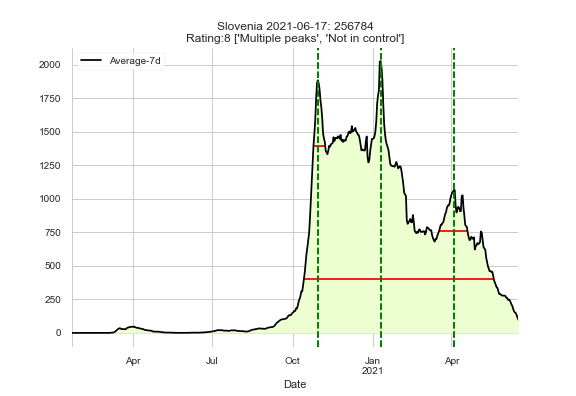 Slovenia 2021-06-17: 256784
Rating:8 ['Multiple peaks', 'Not in control']
Average-7d
2000
1750
1500
1250
1000
750
500
250
0
Apr
Jul
Oct
Jan
2021
Apr
Date